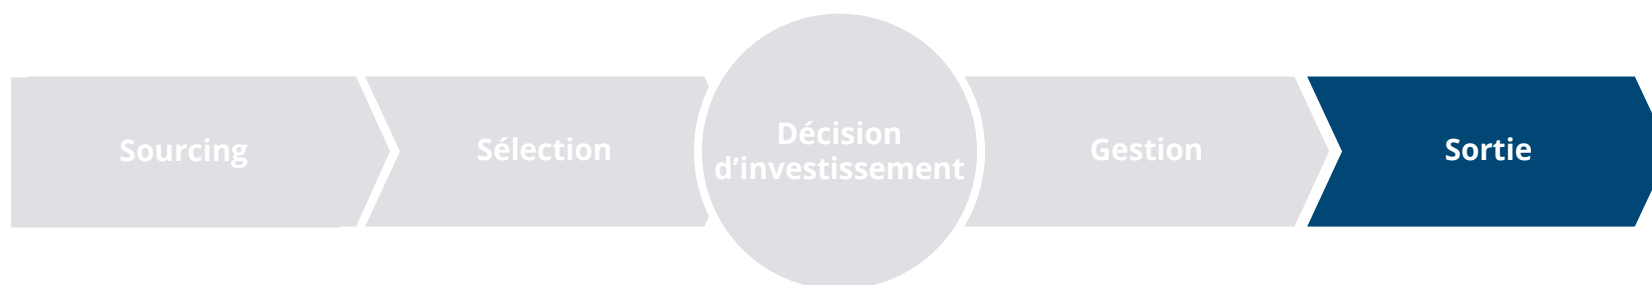 Sourcing
Sélection
Décision
d’investissement
Gestion
Sortie